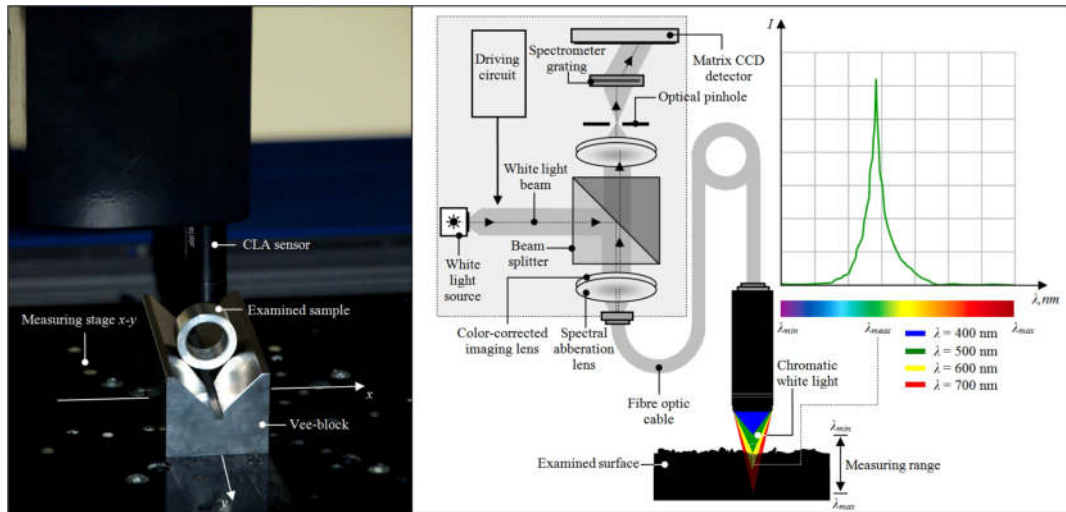 CLA sensor
Examined sample
Measuring stage x-y
x
Vee-block
y
Driving
circuit
Spectrometer
grating
Matrix CCD
detector
Optical pinhole
White light
beam
Beam
splitter
White
light
source
Color-corrected
imaging lens
Spectral
abberation
lens
Fibre optic
cable
Chromatic
white light
Examined surface
λmin
Measuring range
λmax
I
λ, nm
λmin
λmeas
λmax
λ = 400 nm
λ = 500 nm
λ = 600 nm
λ = 700 nm